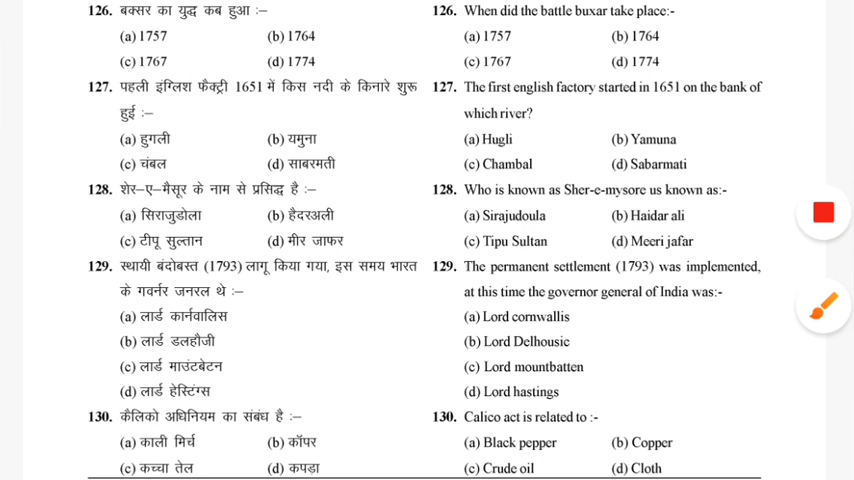 126. बक्सर का युद्ध कब हुआ :–
(a) 1757 (b) 1764
(c) 1767 (d) 1774
127. पहली इंग्लिश फैक्ट्री 1651 में किस नदी के किनारे शुरू
हुई :–
(a) हुगली (b) यमुना
(c) चंबल (d) साबरमती
128. शेर–ए–मैसूर के नाम से प्रसिद्ध है :–
(a) सिराजुडोला (b) हैदरअली
(c) टीपू सुल्तान (d) मीर जाफर
129. स्थायी बंदोबस्त (1793) लागू किया गया, इस समय भारत
के गवर्नर जनरल थे :–
(a) लार्ड कार्नवालिस
(b) लार्ड डलहौजी
(c) लार्ड माउंटबेटन
(d) लार्ड हेस्टिंग्स
130. कैलिको अधिनियम का संबंध है :–
(a) काली मिर्च (b) कॉपर
(c) कच्चा तेल (d) कपड़ा
126. When did the battle buxar take place:-
(a) 1757 (b) 1764
(c) 1767 (d) 1774
127. The first english factory started in 1651 on the bank of
which river?
(a) Hugli (b) Yamuna
(c) Chambal (d) Sabarmati
128. Who is known as Sher-e-mysore us known as:-
(a) Sirajudoula (b) Haidar ali
(c) Tipu Sultan (d) Meeri jafar
129. The permanent settlement (1793) was implemented,
at this time the governor general of India was:-
(a) Lord cornwallis
(b) Lord Delhousic
(c) Lord mountbatten
(d) Lord hastings
130. Calico act is related to :-
(a) Black pepper (b) Copper
(c) Crude oil (d) Cloth